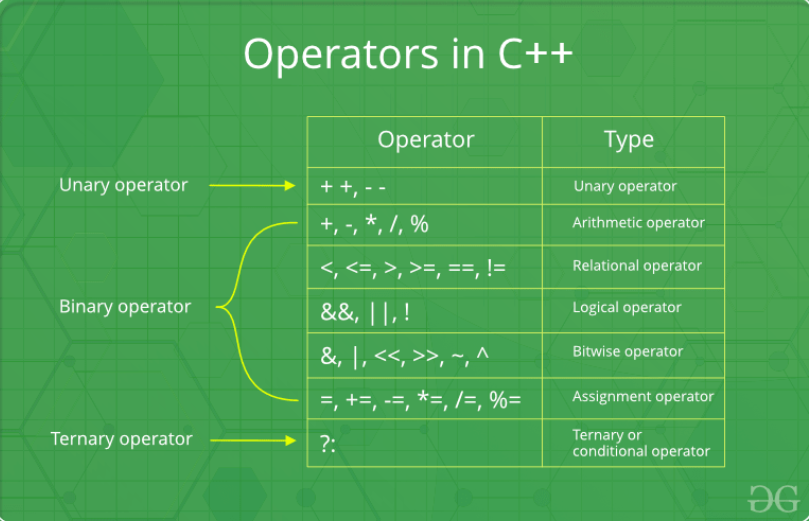 Operators in C++
Operator Type
Unary operator + +, - - Unary operator
+, -, *, /, % Arithmetic operator
<, <=, >, >=, ==, != Relational operator
Binary operator &&, ||, ! Logical operator
&, |, <<, >>, ~, ^ Bitwise operator
=, +=, -=, *=, /=, %= Assignment operator
Ternary operator ?: Ternary or
conditional operator